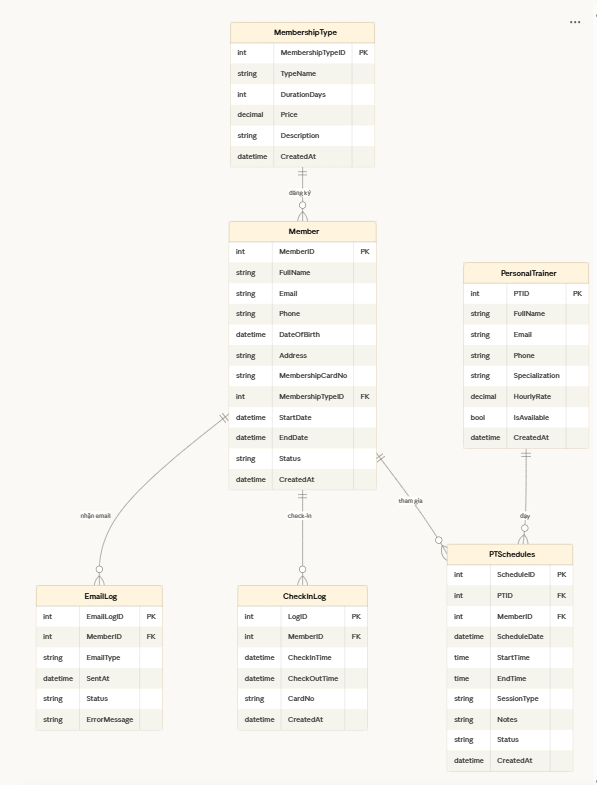 MembershipType
int MembershipTypeID PK
string TypeName
int DurationDays
decimal Price
string Description
datetime CreatedAt
đăng ký
Member
int MemberID PK
string FullName
string Email
string Phone
datetime DateOfBirth
string Address
string MembershipCardNo
int MembershipTypeID FK
datetime StartDate
datetime EndDate
string Status
datetime CreatedAt
PersonalTrainer
int PTID PK
string FullName
string Email
string Phone
string Specialization
decimal HourlyRate
bool IsAvailable
datetime CreatedAt
nhận email
check-in
tham gia
dạy
EmailLog
int EmailLogID PK
int MemberID FK
string EmailType
datetime SentAt
string Status
string ErrorMessage
CheckInLog
int LogID PK
int MemberID FK
datetime CheckInTime
datetime CheckOutTime
string CardNo
datetime CreatedAt
PTSchedules
int ScheduleID PK
int PTID FK
int MemberID FK
datetime ScheduleDate
time StartTime
time EndTime
string SessionType
string Notes
string Status
datetime CreatedAt